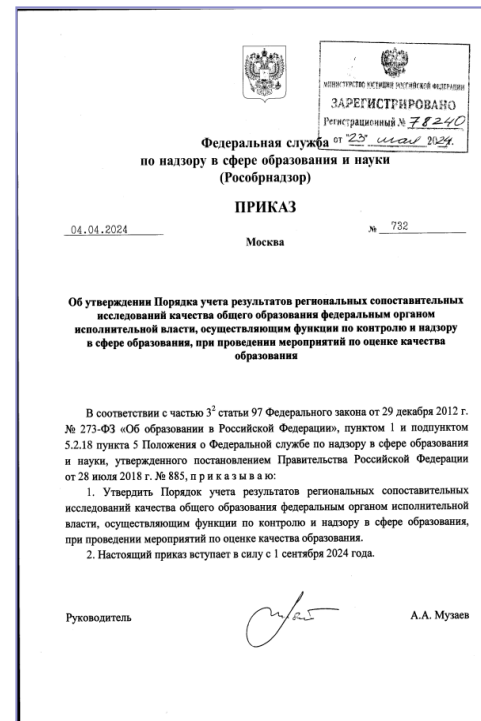 МИНИСТЕРСТВО ЮСТИЦИИ РОССИЙСКОЙ ФЕДЕРАЦИИ
ЗАРЕГИСТРИРОВАНО
Регистрационный № 78240
от "23" мая 2024.
Федеральная служба
по надзору в сфере образования и науки
(Рособрнадзор)
ПРИКАЗ
04.04.2024
№ 732
Москва
Об утверждении Порядка учета результатов региональных сопоставительных
исследований качества общего образования федеральным органом
исполнительной власти, осуществляющим функции по контролю и надзору
в сфере образования, при проведении мероприятий по оценке качества
образования
В соответствии с частью 3² статьи 97 Федерального закона от 29 декабря 2012 г.
№ 273-ФЗ «Об образовании в Российской Федерации», пунктом 1 и подпунктом
5.2.18 пункта 5 Положения о Федеральной службе по надзору в сфере образования
и науки, утвержденного постановлением Правительства Российской Федерации
от 28 июля 2018 г. № 885, п р и к а з ы в а ю:
1. Утвердить Порядок учета результатов региональных сопоставительных
исследований качества общего образования федеральным органом исполнительной
власти, осуществляющим функции по контролю и надзору в сфере образования,
при проведении мероприятий по оценке качества образования.
2. Настоящий приказ вступает в силу с 1 сентября 2024 года.
Руководитель
А.А. Музаев